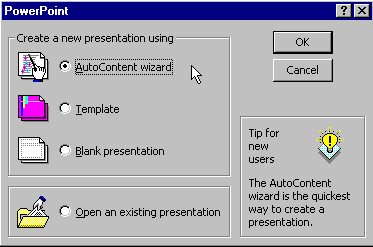 PowerPoint
Create a new presentation using
AutoContent wizard
Template
Blank presentation
Open an existing presentation
OK
Cancel
Tip for
new
users
The AutoContent
wizard is the quickest
way to create a
presentation.